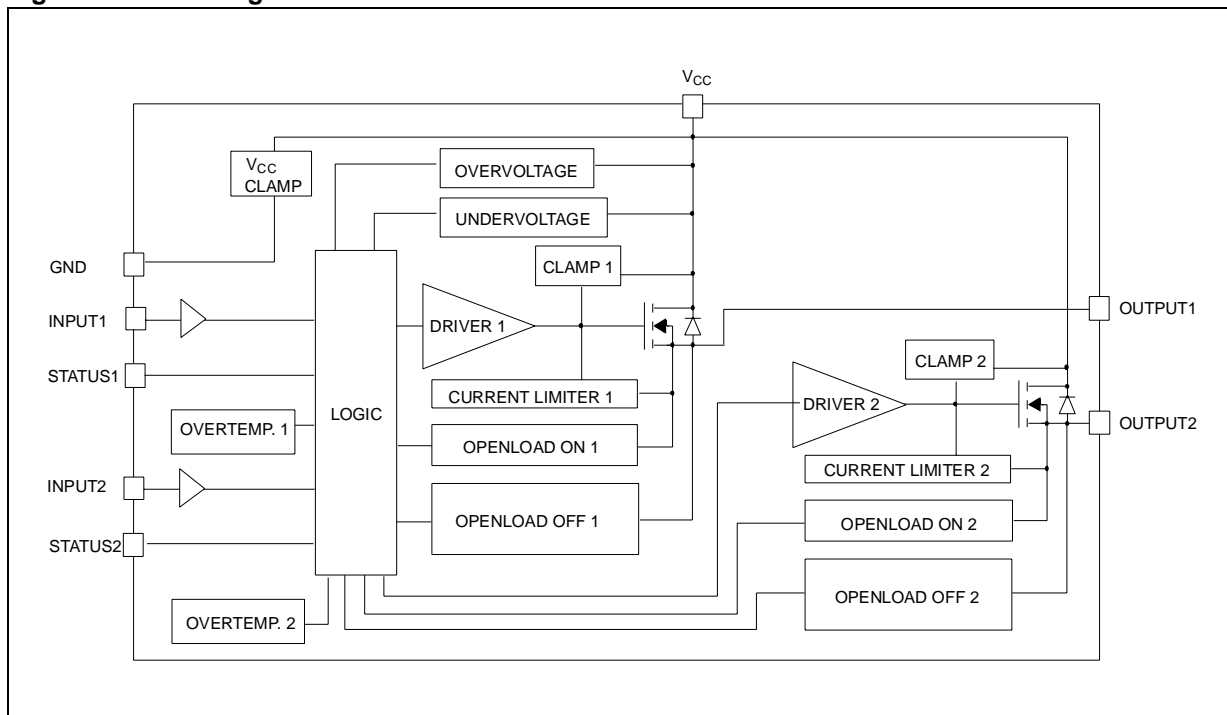 VCC
VCC
CLAMP
OVERVOLTAGE
UNDERVOLTAGE
GND
CLAMP 1
INPUT1
DRIVER 1
OUTPUT1
STATUS1
CLAMP 2
CURRENT LIMITER 1
LOGIC
DRIVER 2
OVERTEMP. 1
OPENLOAD ON 1
OUTPUT2
CURRENT LIMITER 2
INPUT2
OPENLOAD OFF 1
OPENLOAD ON 2
STATUS2
OPENLOAD OFF 2
OVERTEMP. 2